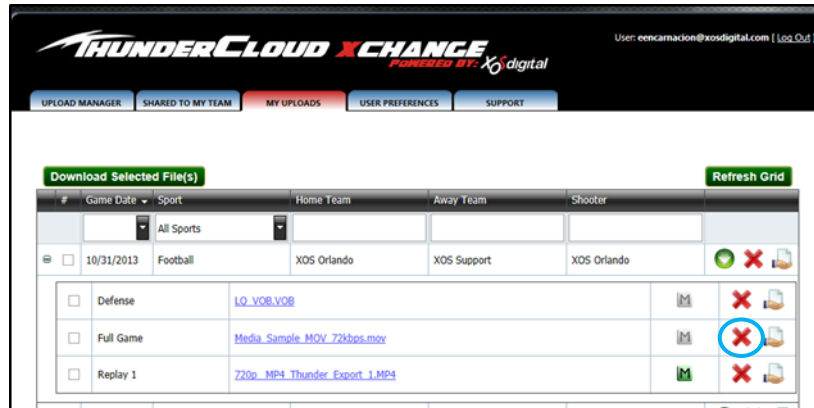 THUNDERCLOUD XCHANGE
POWERED BY: XOS digital
User: eencarnacion@xosdigital.com [ Log Out ]
UPLOAD MANAGER SHARED TO MY TEAM MY UPLOADS USER PREFERENCES SUPPORT
Download Selected File(s) Refresh Grid
# Game Date Sport Home Team Away Team Shooter
All Sports
10/31/2013 Football XOS Orlando XOS Support XOS Orlando
Defense LQ_VOB.VOB M
Full Game Media_Sample_MOV_72kbps.mov M
Replay 1 720p_MP4_Thunder_Export_1.MP4 M